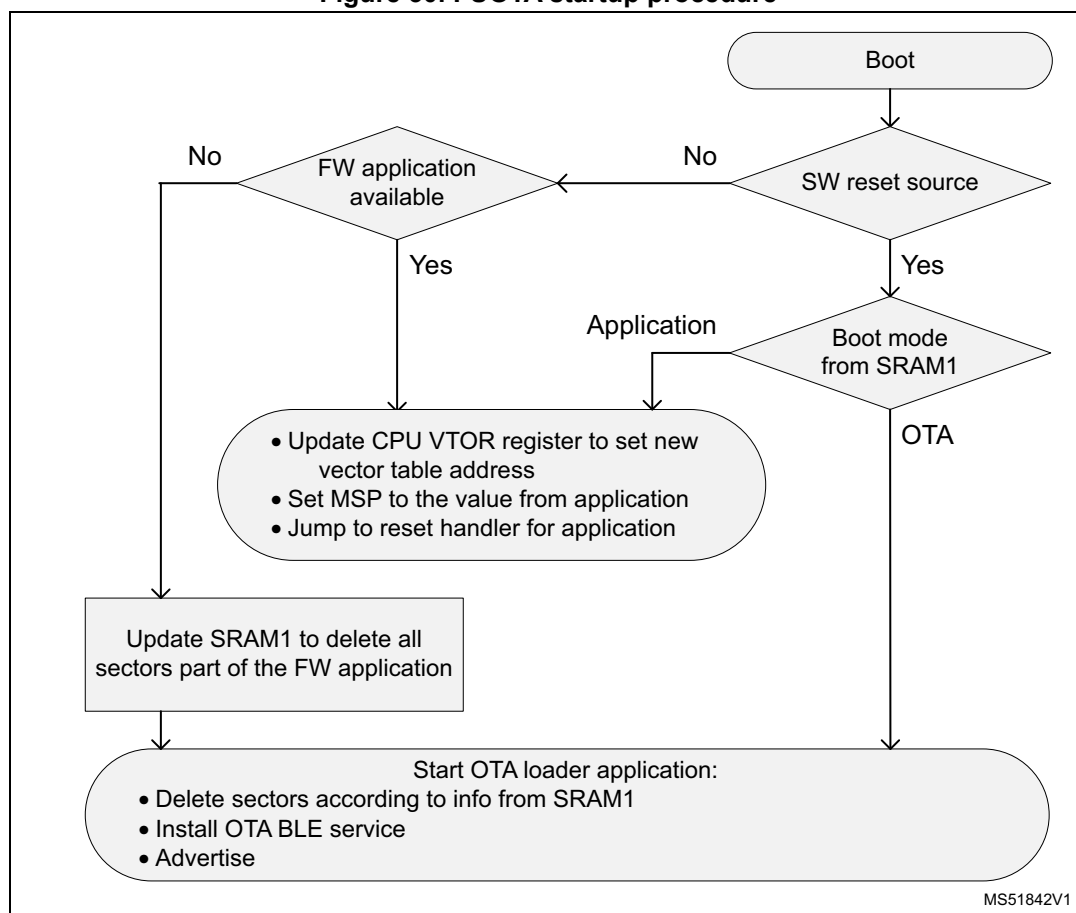 startup procedure
Boot
No
FW application
available
No
SW reset source
Yes
Yes
Application
Boot mode
from SRAM1
OTA
• Update CPU VTOR register to set new
vector table address
• Set MSP to the value from application
• Jump to reset handler for application
Update SRAM1 to delete all
sectors part of the FW application
Start OTA loader application:
• Delete sectors according to info from SRAM1
• Install OTA BLE service
• Advertise
MS51842V1